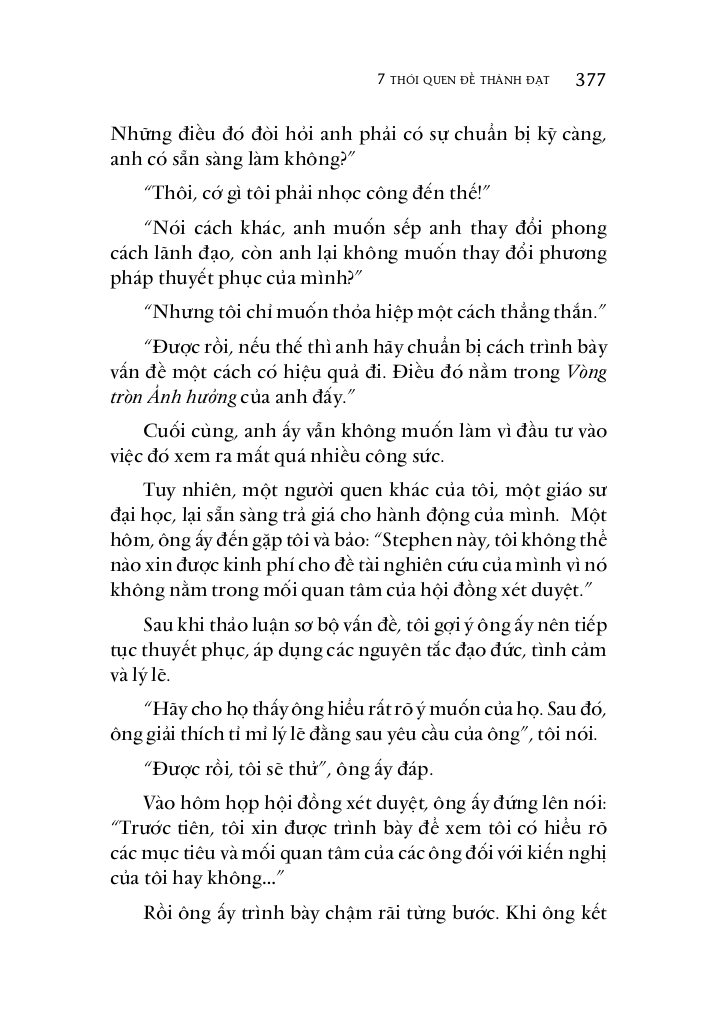 7 THÓI QUEN ĐỂ THÀNH ĐẠT 377
Những điều đó đòi hỏi anh phải có sự chuẩn bị kỹ càng,
anh có sẵn sàng làm không?”
“Thôi, cớ gì tôi phải nhọc công đến thế!”
“Nói cách khác, anh muốn sếp anh thay đổi phong
cách lãnh đạo, còn anh lại không muốn thay đổi phương
pháp thuyết phục của mình?”
“Nhưng tôi chỉ muốn thỏa hiệp một cách thẳng thắn.”
“Được rồi, nếu thế thì anh hãy chuẩn bị cách trình bày
vấn đề một cách có hiệu quả đi. Điều đó nằm trong Vòng
tròn Ảnh hưởng của anh đấy.”
Cuối cùng, anh ấy vẫn không muốn làm vì đầu tư vào
việc đó xem ra mất quá nhiều công sức.
Tuy nhiên, một người quen khác của tôi, một giáo sư
đại học, lại sẵn sàng trả giá cho hành động của mình. Một
hôm, ông ấy đến gặp tôi và bảo: “Stephen này, tôi không thể
nào xin được kinh phí cho đề tài nghiên cứu của mình vì nó
không nằm trong mối quan tâm của hội đồng xét duyệt.”
Sau khi thảo luận sơ bộ vấn đề, tôi gợi ý ông ấy nên tiếp
tục thuyết phục, áp dụng các nguyên tắc đạo đức, tình cảm
và lý lẽ.
“Hãy cho họ thấy ông hiểu rất rõ ý muốn của họ. Sau đó,
ông giải thích tỉ mỉ lý lẽ đằng sau yêu cầu của ông”, tôi nói.
“Được rồi, tôi sẽ thử”, ông ấy đáp.
Vào hôm họp hội đồng xét duyệt, ông ấy đứng lên nói:
“Trước tiên, tôi xin được trình bày để xem tôi có hiểu rõ
các mục tiêu và mối quan tâm của các ông đối với kiến nghị
của tôi hay không...”
Rồi ông ấy trình bày chậm rãi từng bước. Khi ông kết